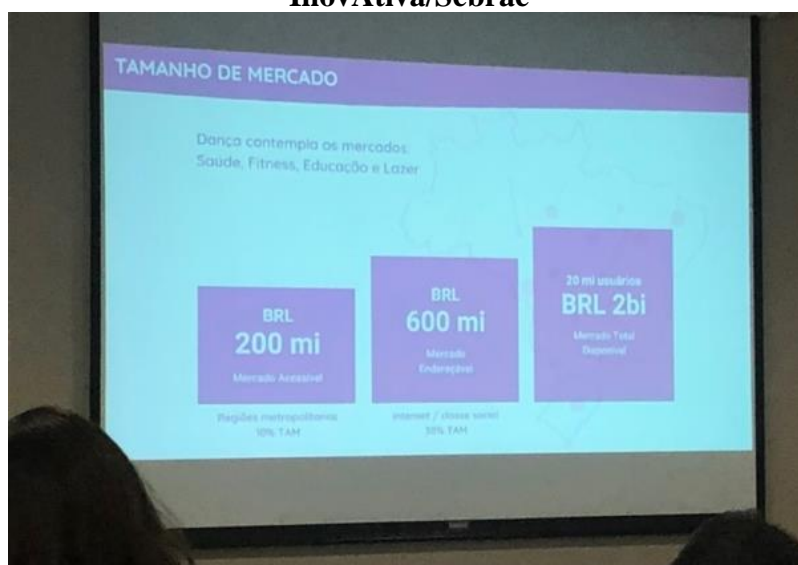 InovAtiva/Sebrae
TAMANHO DE MERCADO
Dança contempla os mercados:
Saúde, Fitness, Educação e Lazer
BRL
200 mi
Mercado Acessível
Regiões metropolitanas
10% TAM
BRL
600 mi
Mercado
Endereçável
Internet / classe social
30% TAM
20 mi usuários
BRL 2bi
Mercado Total
Disponível